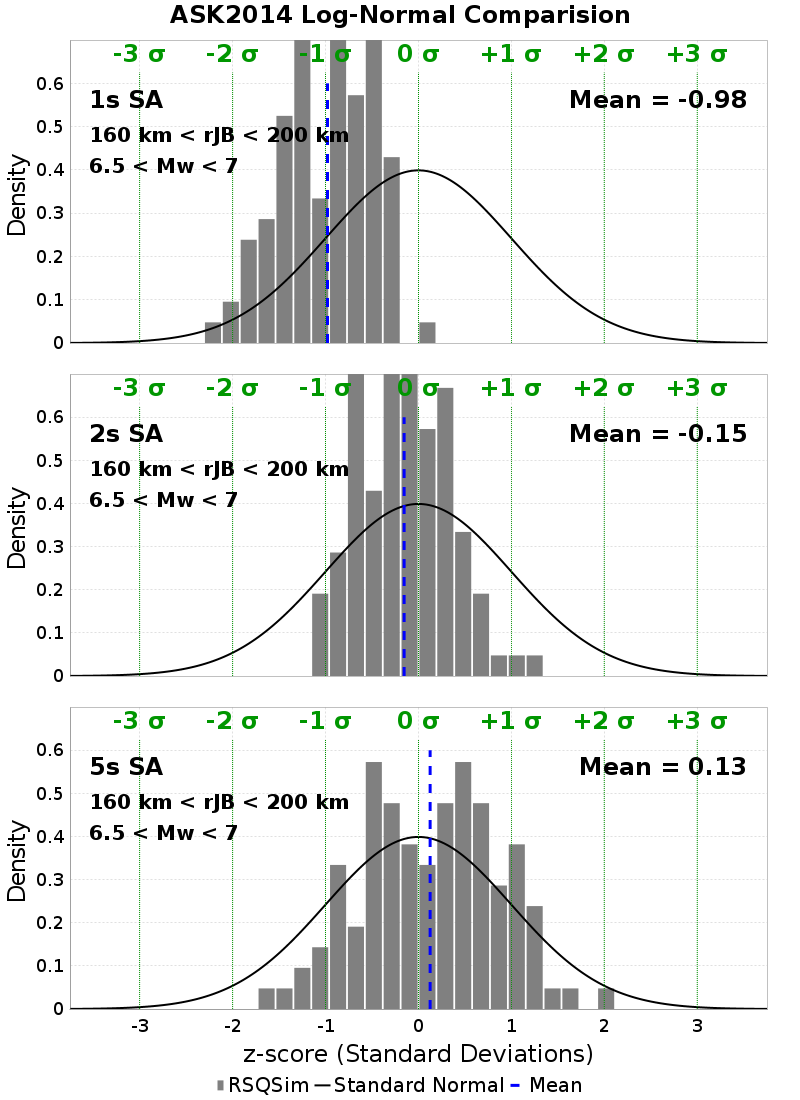 ASK2014 Log-Normal Comparision
-3 σ -2 σ -1 σ 0 σ +1 σ +2 σ +3 σ
1s SA
Mean = -0.98
160 km < rJB < 200 km
6.5 < Mw < 7
Density
0.6
0.5
0.4
0.3
0.2
0.1
0
-3 σ -2 σ -1 σ 0 σ +1 σ +2 σ +3 σ
2s SA
Mean = -0.15
160 km < rJB < 200 km
6.5 < Mw < 7
Density
0.6
0.5
0.4
0.3
0.2
0.1
0
-3 σ -2 σ -1 σ 0 σ +1 σ +2 σ +3 σ
5s SA
Mean = 0.13
160 km < rJB < 200 km
6.5 < Mw < 7
Density
0.6
0.5
0.4
0.3
0.2
0.1
0
-3 -2 -1 0 1 2 3
z-score (Standard Deviations)
RSQSim Standard Normal Mean